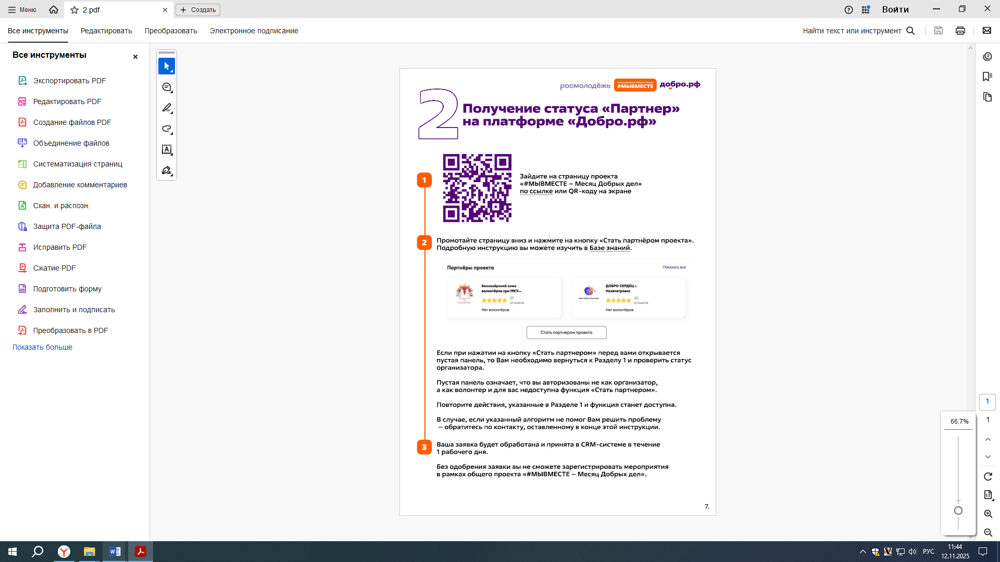 Меню
2.pdf
Создать
Войти
Все инструменты
Редактировать
Преобразовать
Электронное подписание
Найти текст или инструмент
Все инструменты
Экспортировать PDF
Редактировать PDF
Создание файлов PDF
Объединение файлов
Систематизация страниц
Добавление комментариев
Скан. и распозн.
Защита PDF-файла
Исправить PDF
Сжатие PDF
Подготовить форму
Заполнить и подписать
Преобразовать в PDF
Показать больше
росмолодёжь
#МЫВМЕСТЕ
добро.рф
2
Получение статуса «Партнер»
на платформе «Добро.рф»
1
Зайдите на страницу проекта
«#МЫВМЕСТЕ – Месяц Добрых дел»
по ссылке или QR-коду на экране
2
Промотайте страницу вниз и нажмите на кнопку «Стать партнёром проекта».
Подробную инструкцию вы можете изучить в Базе знаний.
Партнёры проекта
Показать все
Белоозёрский союз
волонтёров при МКУ...
27
отзывов
Нет волонтёров
ДОБРО СЕРДЕЦ г.
Нязепетровск
60
отзывов
Нет волонтёров
Стать партнером проекта
Если при нажатии на кнопку «Стать партнером» перед вами открывается
пустая панель, то Вам необходимо вернуться к Разделу 1 и проверить статус
организатора.
Пустая панель означает, что вы авторизованы не как организатор,
а как волонтер и для вас недоступна функция «Стать партнером».
Повторите действия, указанные в Разделе 1 и функция станет доступна.
В случае, если указанный алгоритм не помог Вам решить проблему
– обратитесь по контакту, оставленному в конце этой инструкции.
3
Ваша заявка будет обработана и принята в CRM-системе в течение
1 рабочего дня.
Без одобрения заявки вы не сможете зарегистрировать мероприятия
в рамках общего проекта «#МЫВМЕСТЕ – Месяц Добрых дел».
7.
1
1
66,7%
РУС
11:44
12.11.2025